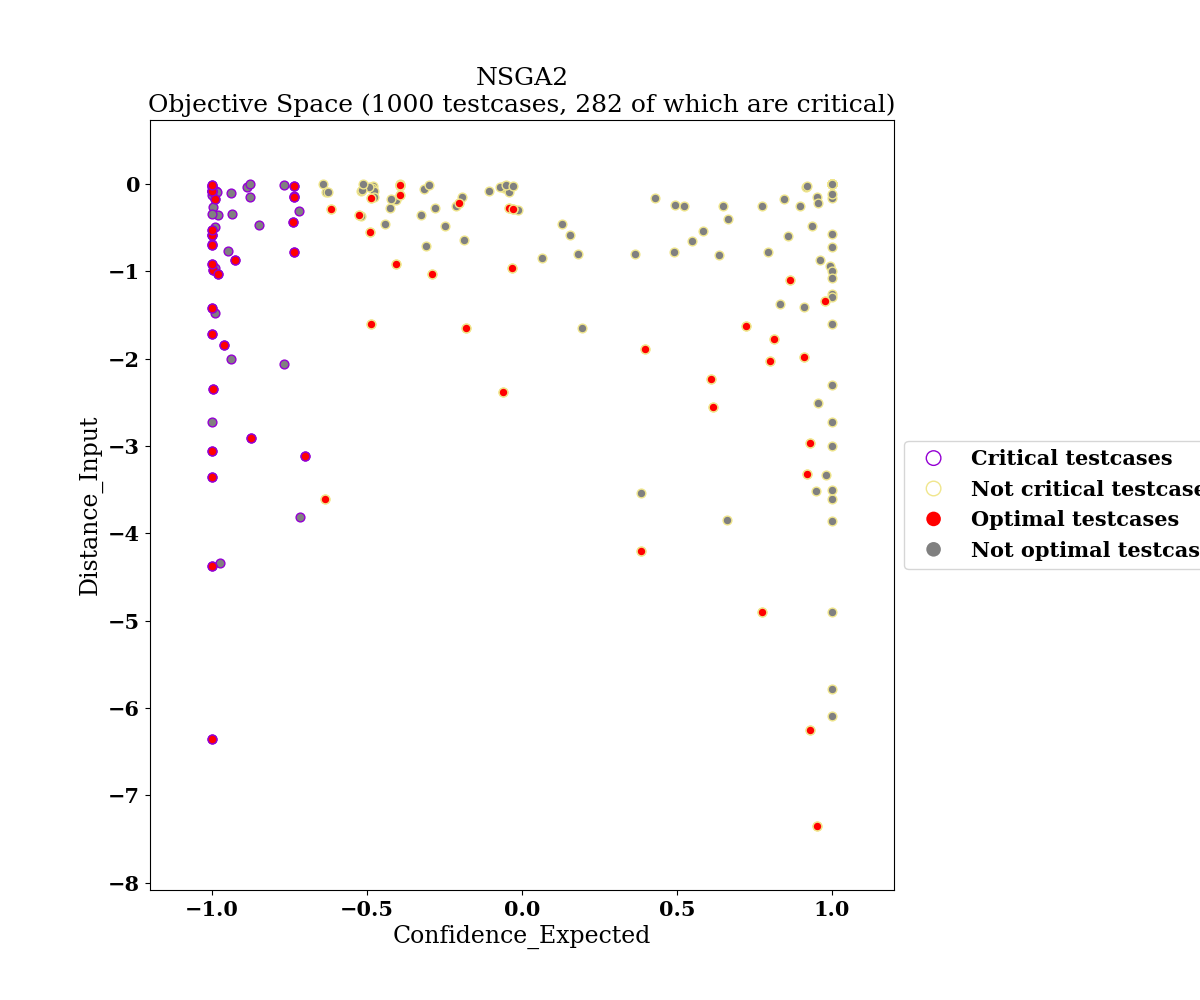 NSGA2
Objective Space (1000 testcases, 282 of which are critical)
0
−1
−2
−3
−4
−5
−6
−7
−8
Distance_Input
−1.0
−0.5
0.0
0.5
1.0
Confidence_Expected
Critical testcases
Not critical testcase
Optimal testcases
Not optimal testcas